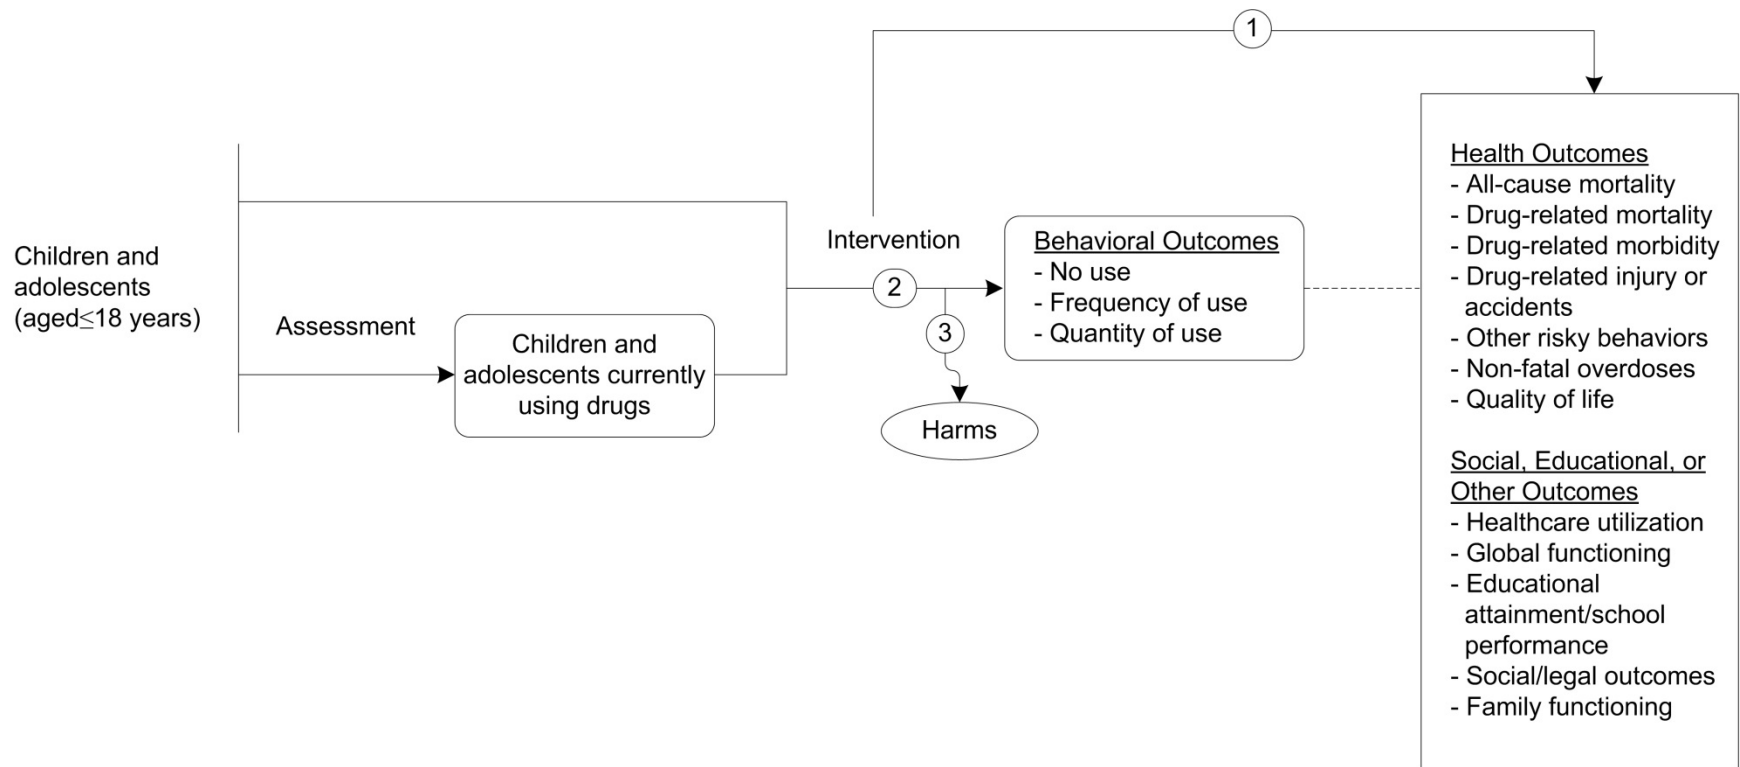 1
Children and
adolescents
(aged≤18 years)
Assessment
Children and
adolescents currently
using drugs
Intervention
2
3
Harms
Behavioral Outcomes
- No use
- Frequency of use
- Quantity of use
Health Outcomes
- All-cause mortality
- Drug-related mortality
- Drug-related morbidity
- Drug-related injury or
accidents
- Other risky behaviors
- Non-fatal overdoses
- Quality of life
Social, Educational, or
Other Outcomes
- Healthcare utilization
- Global functioning
- Educational
attainment/school
performance
- Social/legal outcomes
- Family functioning